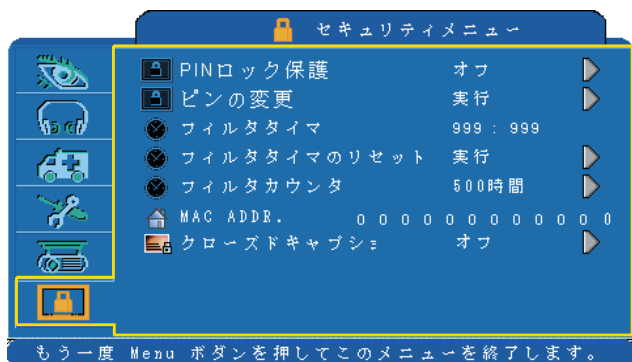 セキュリティメニュー
PINロック保護 オフ
ピンの変更 実行
フィルタタイマ 999 : 999
フィルタタイマのリセット 実行
フィルタカウンタ 500時間
MAC ADDR. 0 0 0 0 0 0 0 0 0 0 0 0
クローズドキャプショ オフ
もう一度 Menu ボダンを押してこのメニューを終了します。